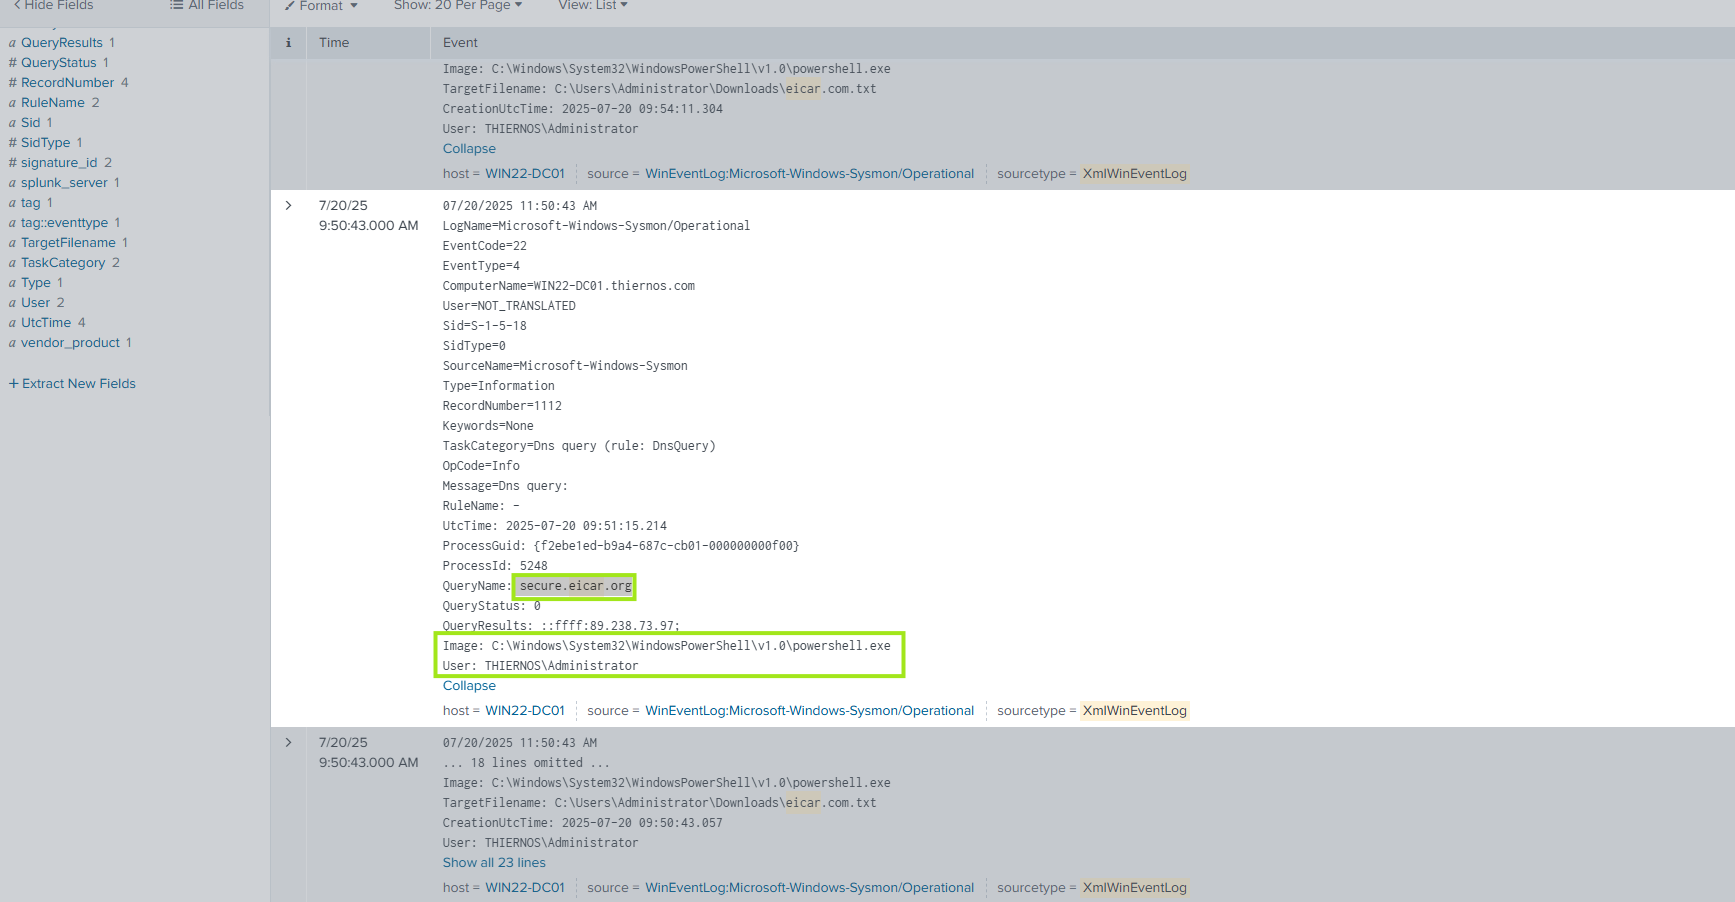 Hide Fields
All Fields
Format
Show: 20 Per Page
View: List
a QueryResults 1
# QueryStatus 1
# RecordNumber 4
a RuleName 2
a Sid 1
# SidType 1
# signature_id 2
a splunk_server 1
a tag 1
a tag::eventtype 1
a TargetFilename 1
a TaskCategory 2
a Type 1
a User 2
a UtcTime 4
a vendor_product 1
+ Extract New Fields
i Time Event
Image: C:\Windows\System32\WindowsPowerShell\v1.0\powershell.exe
TargetFilename: C:\Users\Administrator\Downloads\eicar.com.txt
CreationUtcTime: 2025-07-20 09:54:11.304
User: THIERNOS\Administrator
Collapse
host = WIN22-DC01 source = WinEventLog:Microsoft-Windows-Sysmon/Operational sourcetype = XmlWinEventLog
7/20/25
9:50:43.000 AM
07/20/2025 11:50:43 AM
LogName=Microsoft-Windows-Sysmon/Operational
EventCode=22
EventType=4
ComputerName=WIN22-DC01.thiernos.com
User=NOT_TRANSLATED
Sid=S-1-5-18
SidType=0
SourceName=Microsoft-Windows-Sysmon
Type=Information
RecordNumber=1112
Keywords=None
TaskCategory=Dns query (rule: DnsQuery)
OpCode=Info
Message=Dns query:
RuleName: -
UtcTime: 2025-07-20 09:51:15.214
ProcessGuid: {f2ebe1ed-b9a4-687c-cb01-000000000f00}
ProcessId: 5248
QueryName: secure.eicar.org
QueryStatus: 0
QueryResults: ::ffff:89.238.73.97;
Image: C:\Windows\System32\WindowsPowerShell\v1.0\powershell.exe
User: THIERNOS\Administrator
Collapse
host = WIN22-DC01 source = WinEventLog:Microsoft-Windows-Sysmon/Operational sourcetype = XmlWinEventLog
7/20/25
9:50:43.000 AM
07/20/2025 11:50:43 AM
... 18 lines omitted ...
Image: C:\Windows\System32\WindowsPowerShell\v1.0\powershell.exe
TargetFilename: C:\Users\Administrator\Downloads\eicar.com.txt
CreationUtcTime: 2025-07-20 09:50:43.057
User: THIERNOS\Administrator
Show all 23 lines
host = WIN22-DC01 source = WinEventLog:Microsoft-Windows-Sysmon/Operational sourcetype = XmlWinEventLog